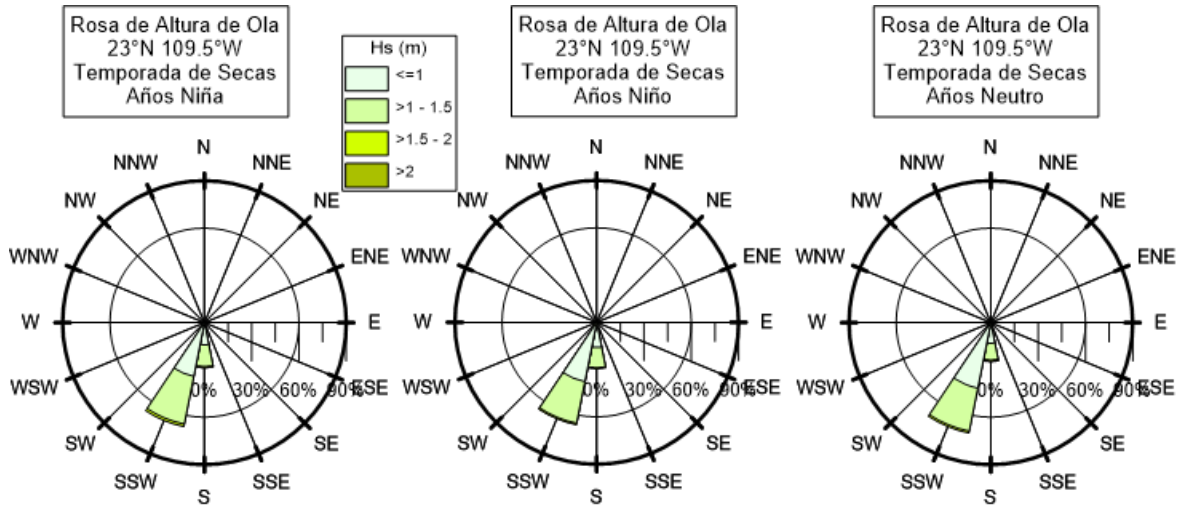 Rosa de Altura de Ola
23°N 109.5°W
Temporada de Secas
Años Niña
Hs (m)
<=1
>1 - 1.5
>1.5 - 2
>2
Rosa de Altura de Ola
23°N 109.5°W
Temporada de Secas
Años Niño
Rosa de Altura de Ola
23°N 109.5°W
Temporada de Secas
Años Neutro
N
NNE
NE
ENE
E
ESE
SE
SSE
S
SSW
SW
WSW
W
WNW
NW
NNW
0% 30% 60% 90%
N
NNE
NE
ENE
E
ESE
SE
SSE
S
SSW
SW
WSW
W
WNW
NW
NNW
0% 30% 60% 90%
N
NNE
NE
ENE
E
ESE
SE
SSE
S
SSW
SW
WSW
W
WNW
NW
NNW
0% 30% 60% 90%